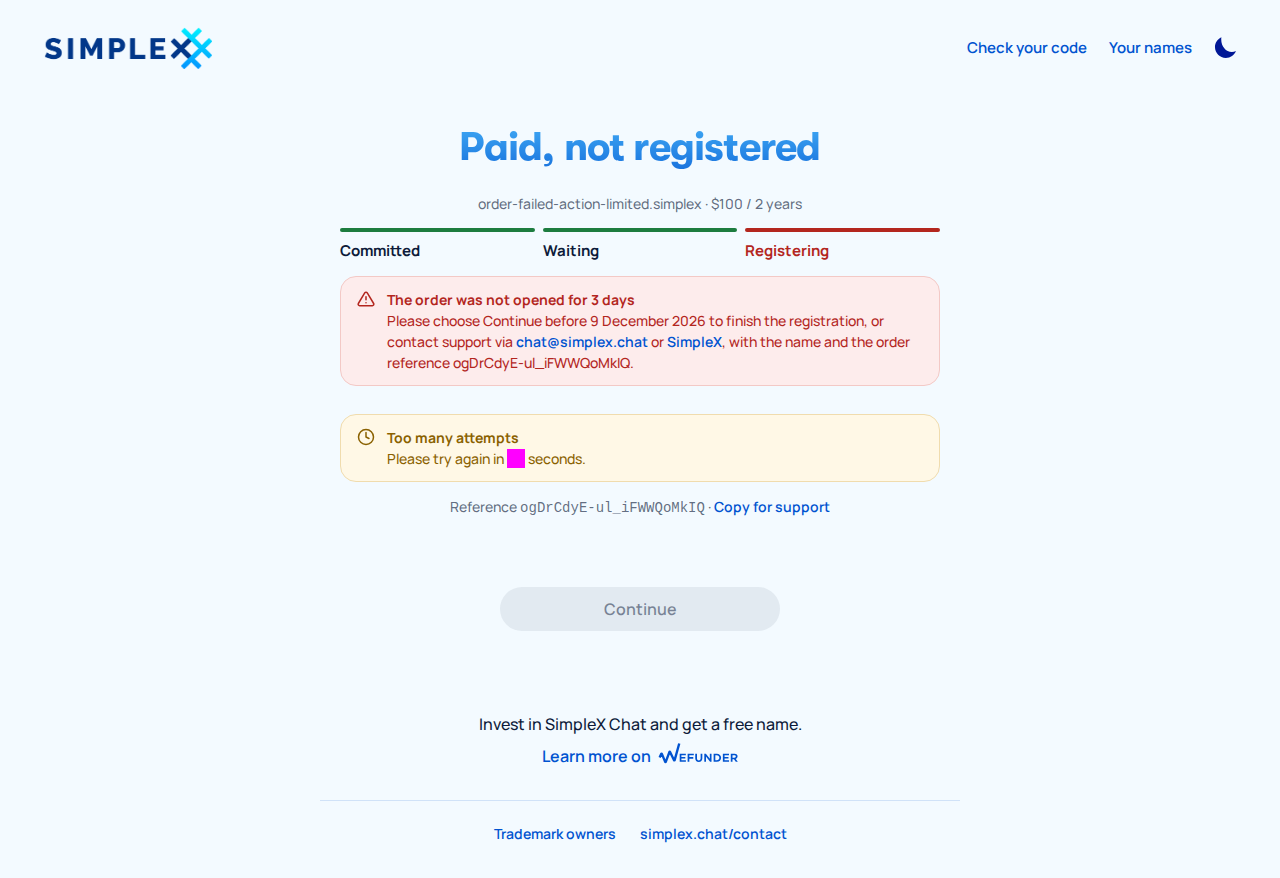 SIMPLEX
Check your code
Your names
Paid, not registered
order-failed-action-limited.simplex · $100 / 2 years
Committed
Waiting
Registering
The order was not opened for 3 days
Please choose Continue before 9 December 2026 to finish the registration, or
contact support via chat@simplex.chat or SimpleX, with the name and the order
reference ogDrCdyE-ul_iFWWQoMkIQ.
Too many attempts
Please try again in seconds.
Reference ogDrCdyE-ul_iFWWQoMkIQ · Copy for support
Continue
Invest in SimpleX Chat and get a free name.
Learn more on WEFUNDER
Trademark owners
simplex.chat/contact